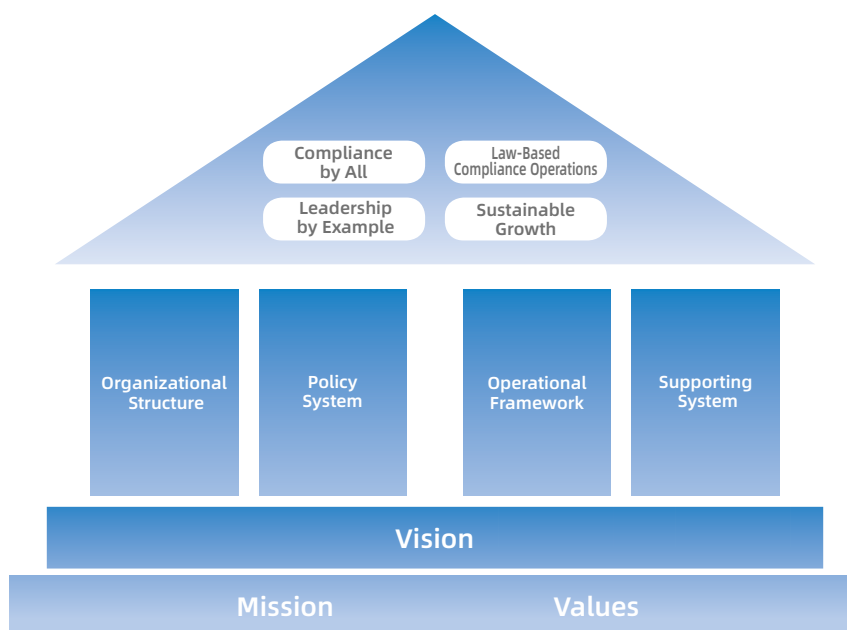 Compliance
by All
Law-Based
Compliance Operations
Leadership
by Example
Sustainable
Growth
Organizational
Structure
Policy
System
Operational
Framework
Supporting
System
Vision
Mission
Values